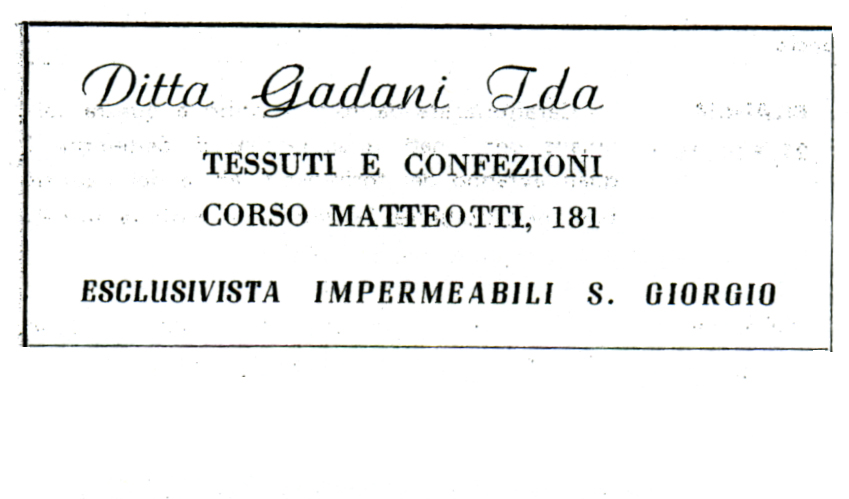 Ditta Gadani Ida
TESSUTI E CONFEZIONI
CORSO MATTEOTTI, 181
ESCLUSIVISTA IMPERMEABILI S. GIORGIO